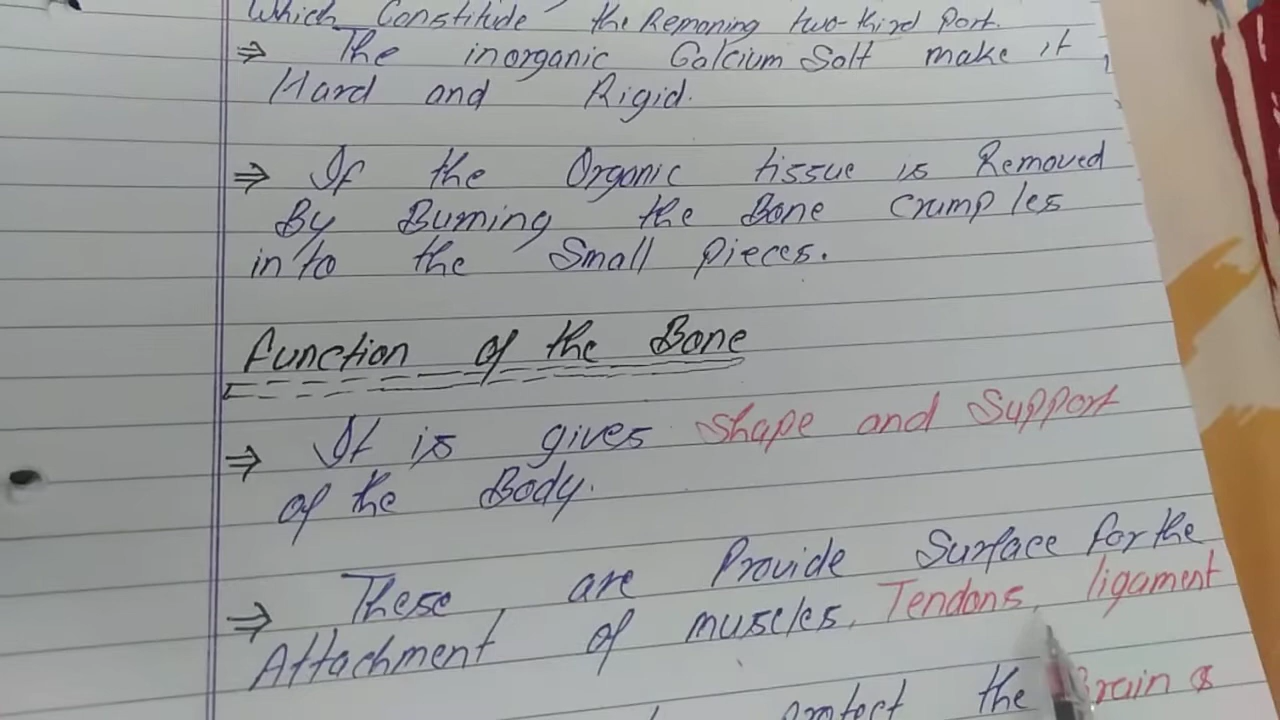 Which Constitude the Remaning two-third Part.
⇒ The inorganic Calcium Salt make it
Hard and Rigid.
⇒ If the Organic tissue is Removed
By Burning the Bone crumples
into the Small pieces.
Function of the Bone
⇒ It is gives Shape and Support
of the Body.
⇒ These are Provide Surface for the
Attachment of muscles, Tendons, ligament
protect the Brain &